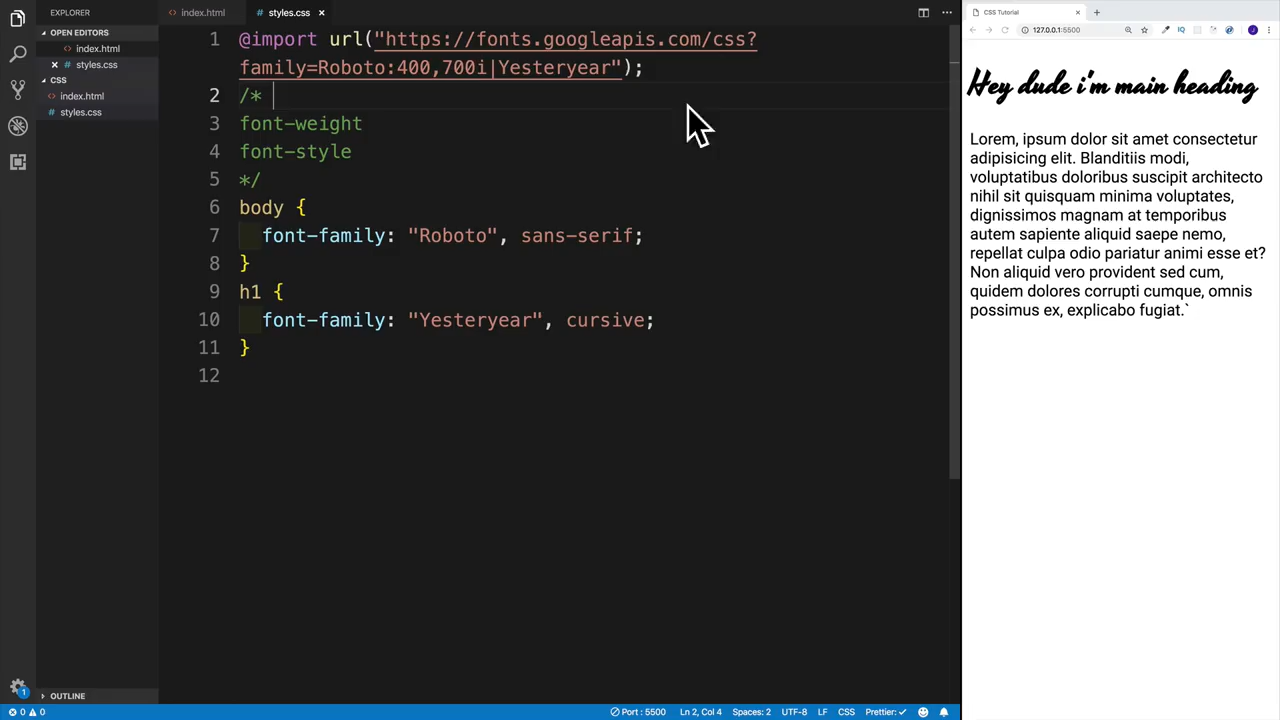 EXPLORER
OPEN EDITORS
index.html
styles.css
CSS
index.html
styles.css
OUTLINE
index.html
styles.css
1 @import url("https://fonts.googleapis.com/css?
family=Roboto:400,700i|Yesteryear");
2 /*
3 font-weight
4 font-style
5 */
6 body {
7 font-family: "Roboto", sans-serif;
8 }
9 h1 {
10 font-family: "Yesteryear", cursive;
11 }
12
CSS Tutorial
127.0.0.1:5500
Hey dude i'm main heading
Lorem, ipsum dolor sit amet consectetur
adipisicing elit. Blanditiis modi,
voluptatibus doloribus suscipit architecto
nihil sit quisquam minima voluptates,
dignissimos magnam at temporibus
autem sapiente aliquid saepe nemo,
repellat culpa odio pariatur animi esse et?
Non aliquid vero provident sed cum,
quidem dolores corrupti cumque, omnis
possimus ex, explicabo fugiat.`
1
0 0
Port : 5500 Ln 2, Col 4 Spaces: 2 UTF-8 LF CSS Prettier: ✓